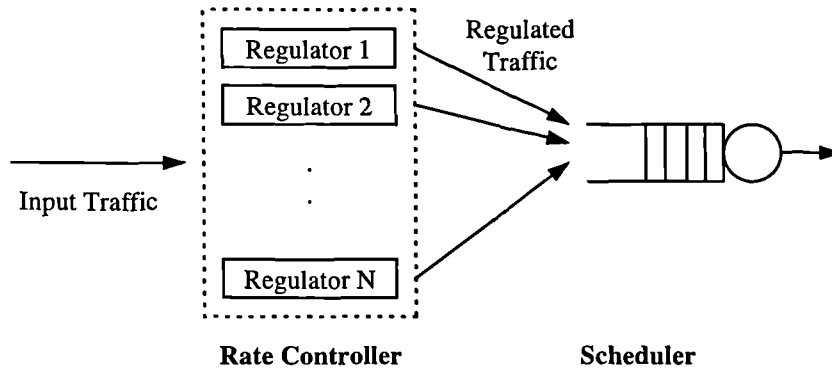 Regulator 1
Regulator 2
Regulator N
Input Traffic
Regulated
Traffic
Rate Controller
Scheduler